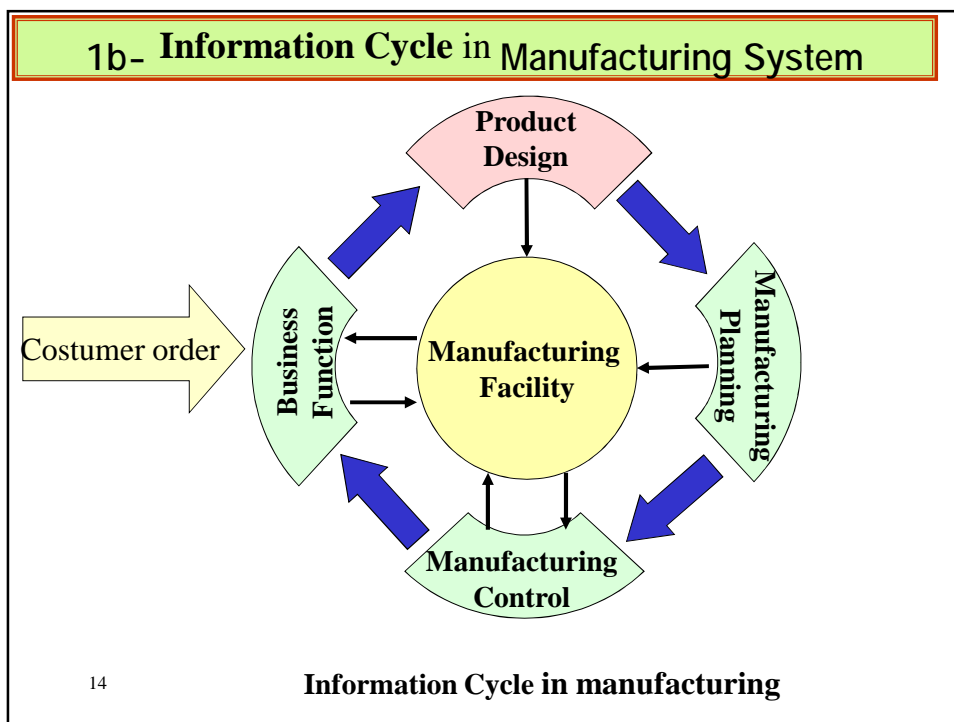 1b- Information Cycle in Manufacturing System
Product
Design
Manufacturing
Planning
Costumer order
Business
Function
Manufacturing
Facility
Manufacturing
Control
14
Information Cycle in manufacturing